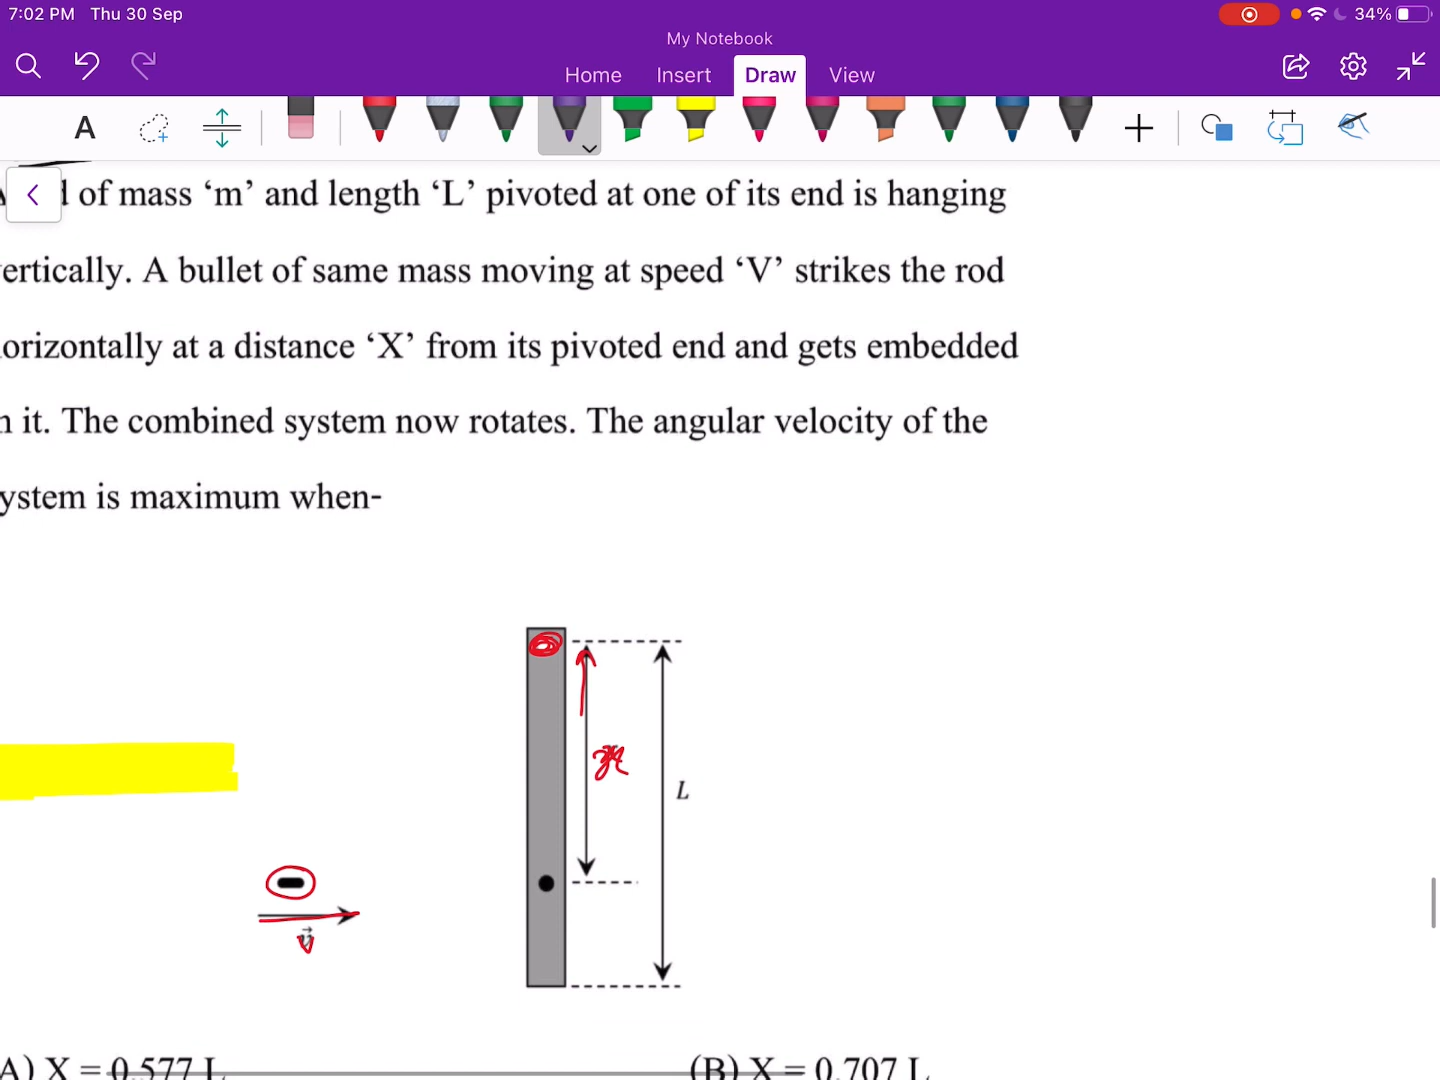 7:02 PM Thu 30 Sep
34%
My Notebook
Home Insert Draw View
A
of mass ‘m’ and length ‘L’ pivoted at one of its end is hanging
ertically. A bullet of same mass moving at speed ‘V’ strikes the rod
orizontally at a distance ‘X’ from its pivoted end and gets embedded
n it. The combined system now rotates. The angular velocity of the
ystem is maximum when-
x
L
v
A) X = 0.577 L
(B) X = 0.707 L